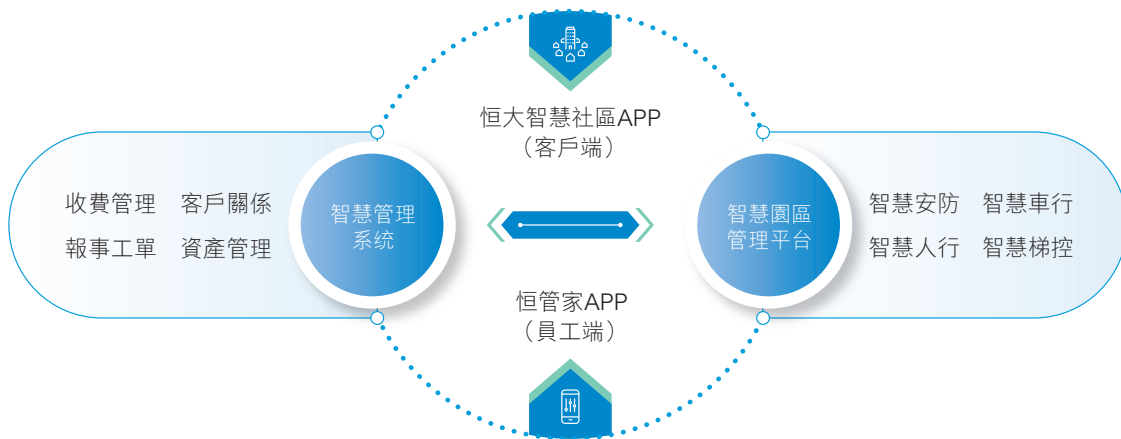 恒大智慧社區APP
（客戶端）
收費管理 客戶關係
報事工單 資產管理
智慧管理
系统
智慧園區
管理平台
智慧安防 智慧車行
智慧人行 智慧梯控
恒管家APP
（員工端）